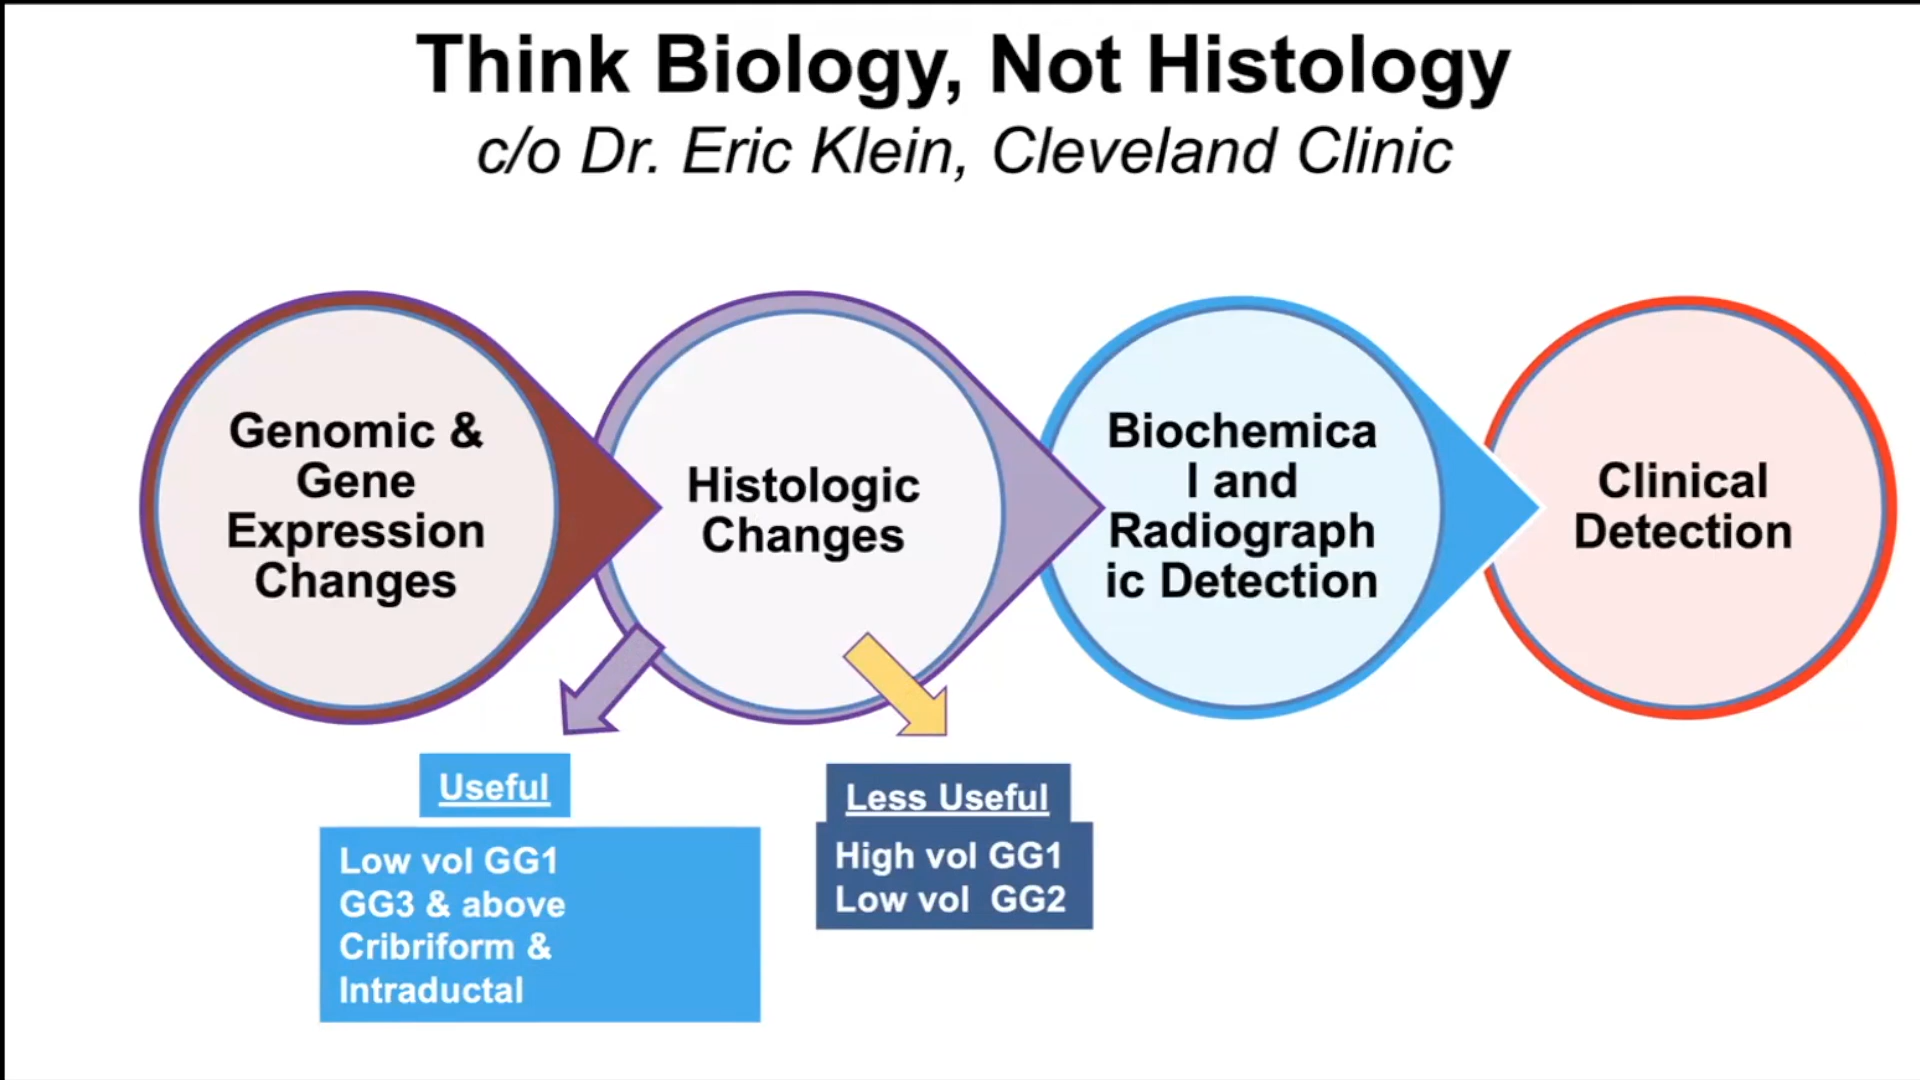 Think Biology, Not Histology
c/o Dr. Eric Klein, Cleveland Clinic
Genomic &
Gene
Expression
Changes
Histologic
Changes
Biochemica
l and
Radiograph
ic Detection
Clinical
Detection
Useful
Low vol GG1
GG3 & above
Cribriform &
Intraductal
Less Useful
High vol GG1
Low vol  GG2